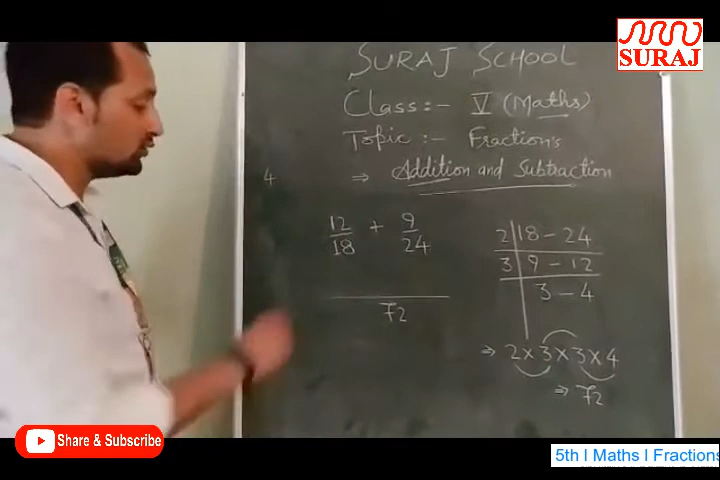 SURAJ
SURAJ SCHOOL
Class:- V (Maths)
Topic :- Fraction's
⇒ Addition and Subtraction
4
12/18 + 9/24
72
2 | 18 - 24
3 | 9 - 12
3 - 4
⇒ 2 x 3 x 3 x 4
⇒ 72
Share & Subscribe
5th I Maths I Fractions